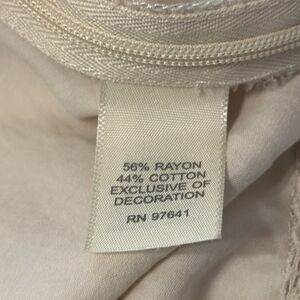 56% RAYON
44% COTTON
EXCLUSIVE OF
DECORATION
RN 97641